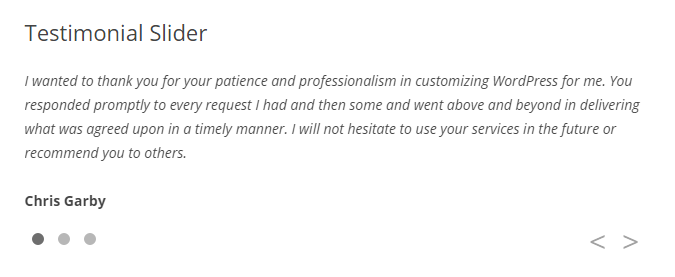 Testimonial Slider
I wanted to thank you for your patience and professionalism in customizing WordPress for me. You
responded promptly to every request I had and then some and went above and beyond in delivering
what was agreed upon in a timely manner. I will not hesitate to use your services in the future or
recommend you to others.
Chris Garby
< >